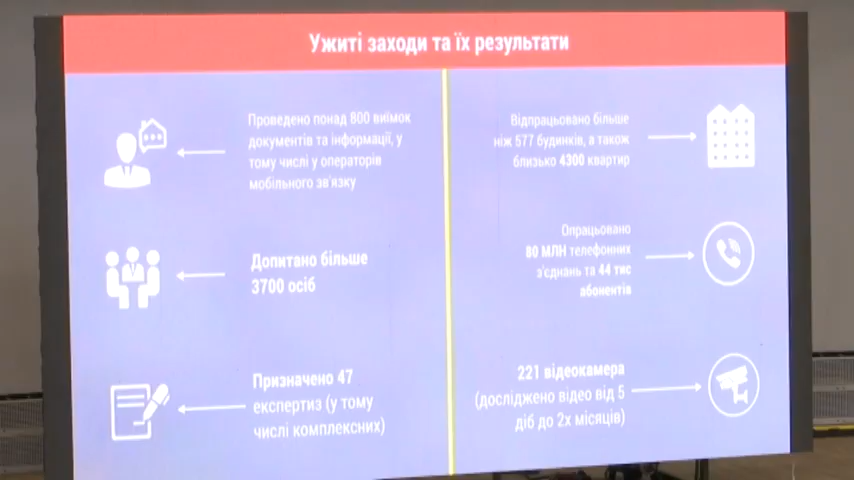 Ужиті заходи та їх результати
Проведено понад 800 виїмок
документів та інформації, у
тому числі у операторів
мобільного зв'язку
Допитано більше
3700 осіб
Призначено 47
експертиз (у тому
числі комплексних)
Відпрацьовано більше
ніж 577 будинків, а також
близько 4300 квартир
Опрацьовано
80 МЛН телефонних
з'єднань та 44 тис
абонентів
221 відеокамера
(досліджено відео від 5
діб до 2х місяців)